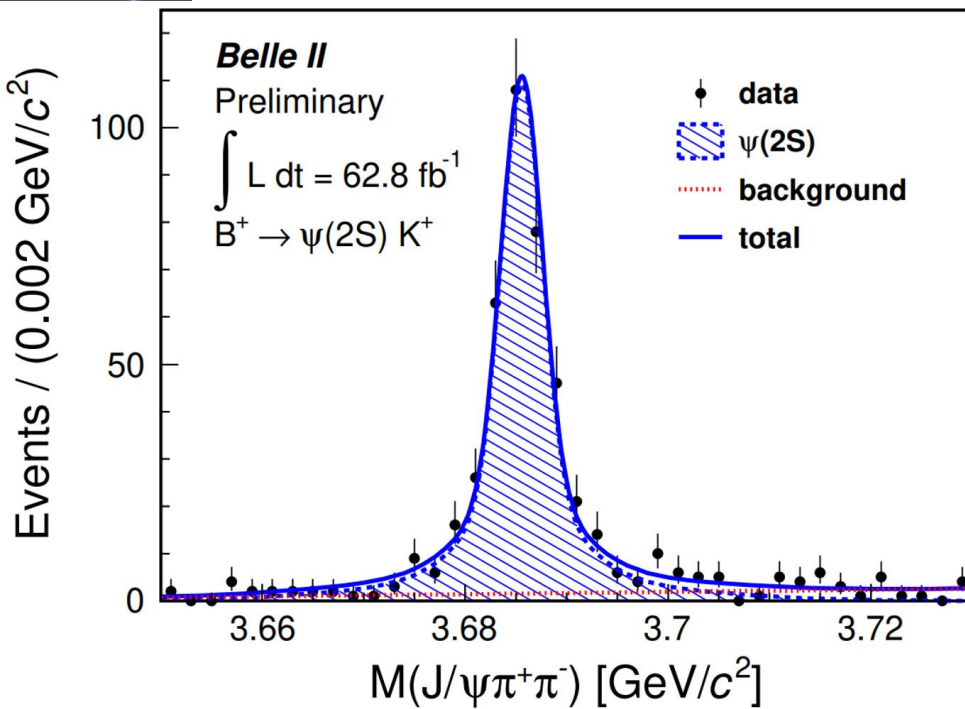 Belle II
Preliminary
∫ L dt = 62.8 fb⁻¹
B⁺ → ψ(2S) K⁺
data
ψ(2S)
background
total
Events / (0.002 GeV/c²)
100
50
0
3.66 3.68 3.7 3.72
M(J/ψπ⁺π⁻) [GeV/c²]